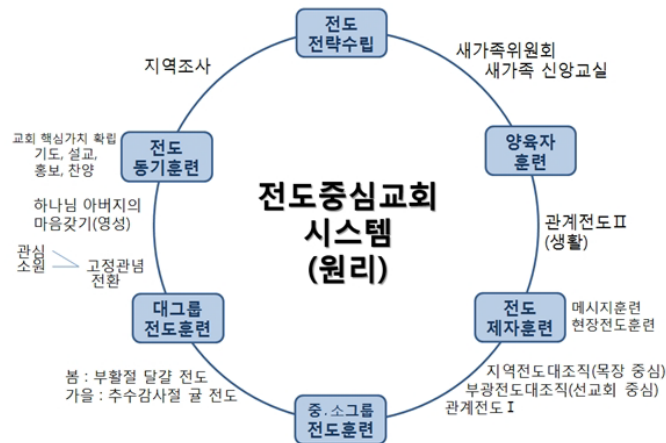 전도
전략수립
지역조사
새가족위원회
새가족 신앙교실
교회 핵심가치 확립
기도, 설교,
홍보, 찬양
전도
동기훈련
양육자
훈련
전도중심교회
시스템
(원리)
하나님 아버지의
마음갖기(영성)
관계전도Ⅱ
(생활)
관심
소원
고정관념
전환
대그룹
전도훈련
전도
제자훈련
메시지훈련
현장전도훈련
봄 : 부활절 달걀 전도
가을 : 추수감사절 귤 전도
중.소그룹
전도훈련
지역전도대조직(목장 중심)
부광전도대조직(선교회 중심)
관계전도Ⅰ